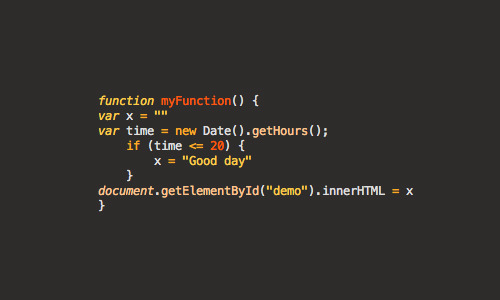 function myFunction() {
var x = ""
var time = new Date().getHours();
    if (time <= 20) {
        x = "Good day"
    }
document.getElementById("demo").innerHTML = x
}